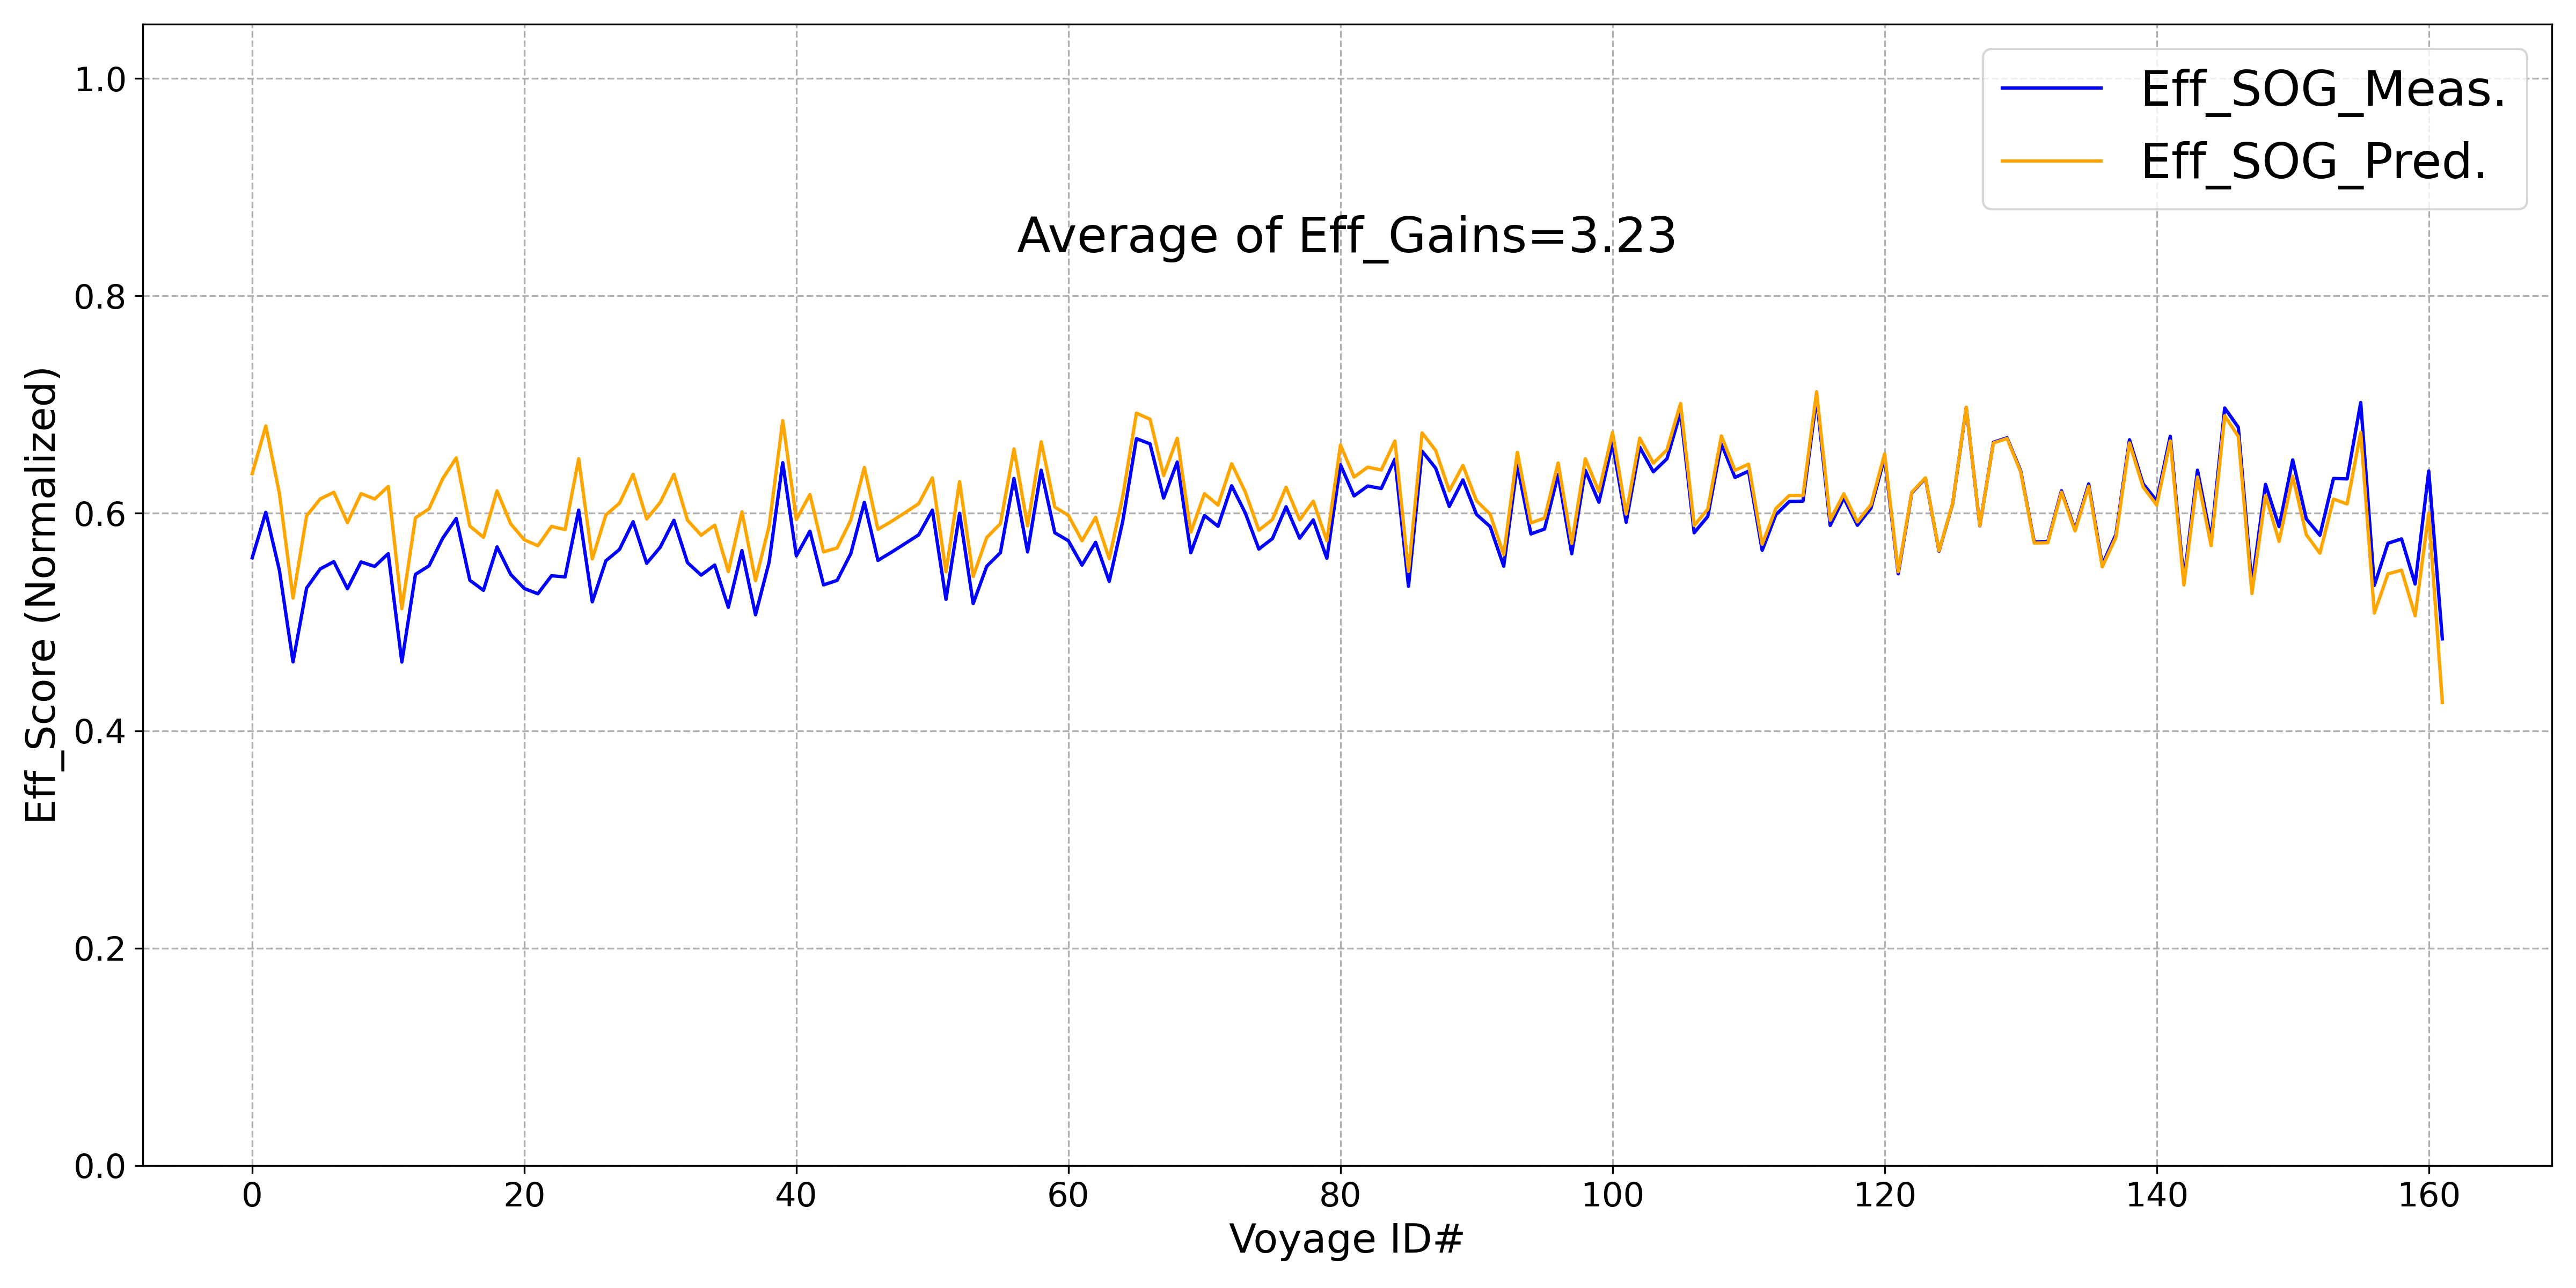 Eff_SOG_Meas.
Eff_SOG_Pred.
Average of Eff_Gains=3.23
Eff_Score (Normalized)
1.0
0.8
0.6
0.4
0.2
0.0
0 20 40 60 80 100 120 140 160
Voyage ID#